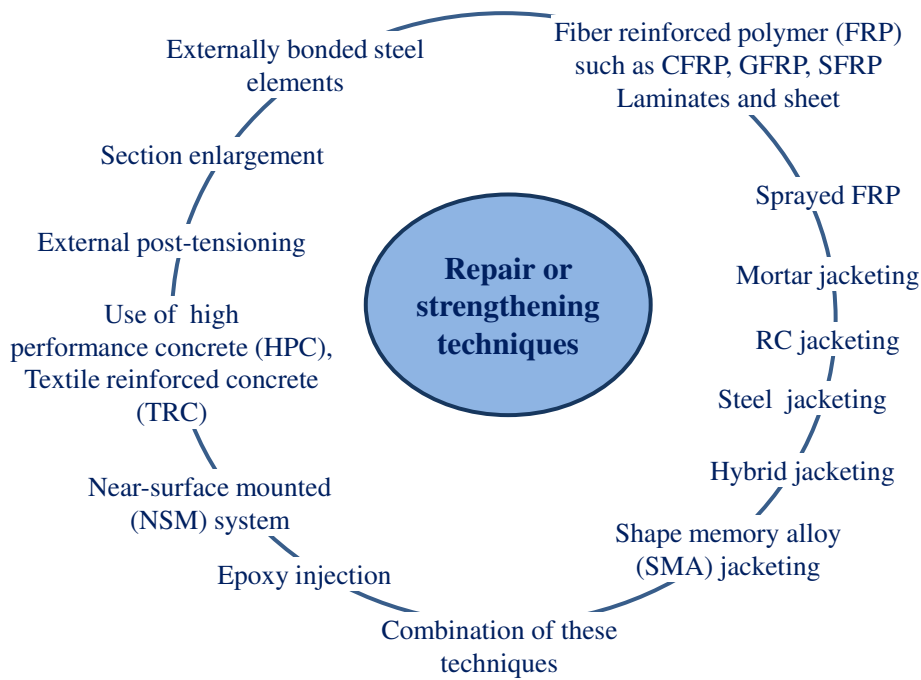 Repair or
strengthening
techniques
Fiber reinforced polymer (FRP)
such as CFRP, GFRP, SFRP
Laminates and sheet
Sprayed FRP
Mortar jacketing
RC jacketing
Steel jacketing
Hybrid jacketing
Shape memory alloy
(SMA) jacketing
Combination of these
techniques
Epoxy injection
Near-surface mounted
(NSM) system
Use of high
performance concrete (HPC),
Textile reinforced concrete
(TRC)
External post-tensioning
Section enlargement
Externally bonded steel
elements